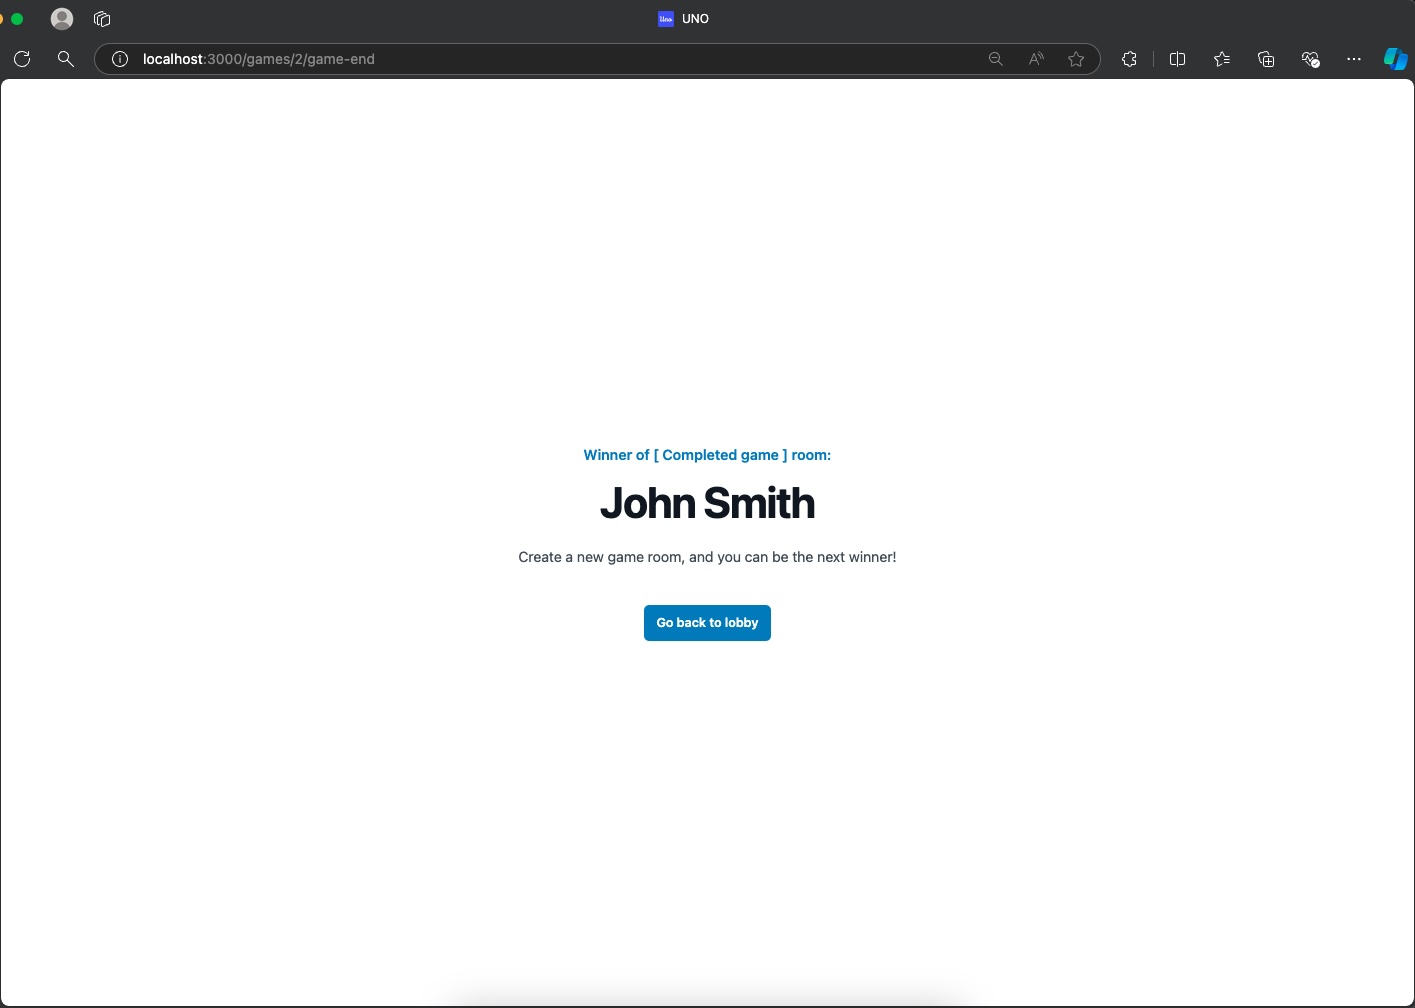 UNO
localhost:3000/games/2/game-end
Winner of [ Completed game ] room:
John Smith
Create a new game room, and you can be the next winner!
Go back to lobby